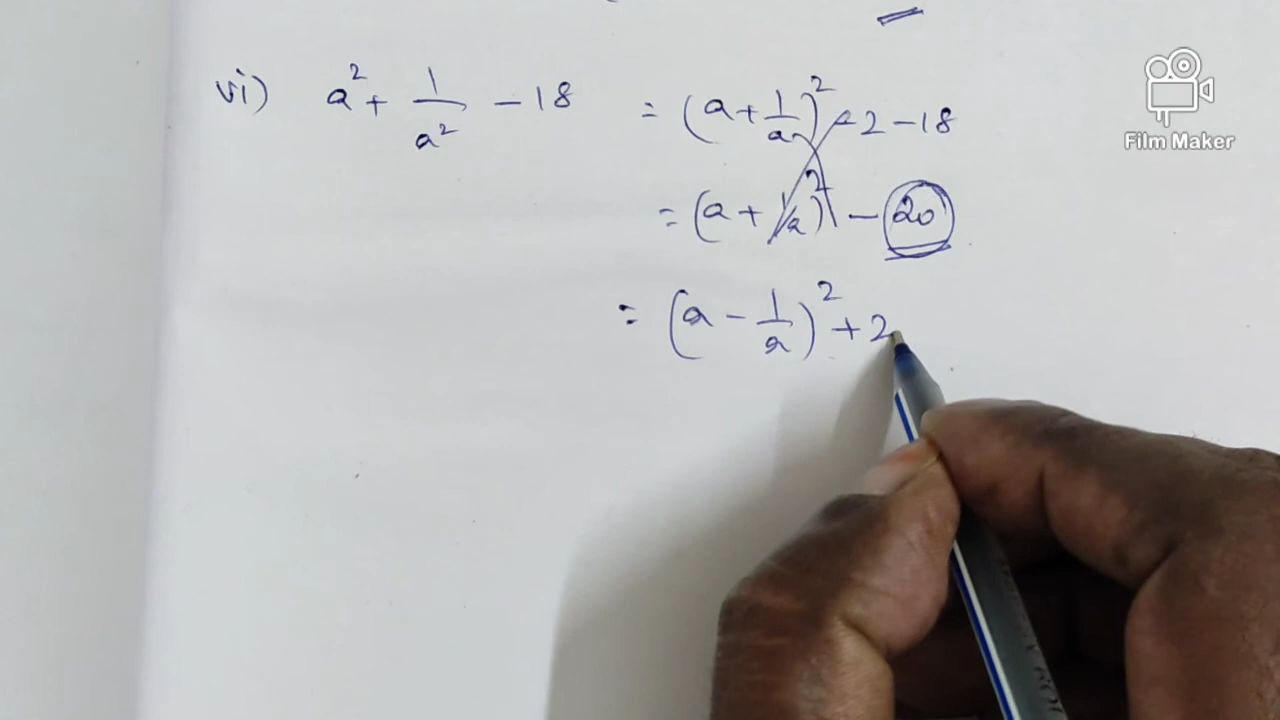 vi) a² + 1/a² - 18 = (a + 1/a)² - 2 - 18
= (a + 1/a)² - 20
= (a - 1/a)² + 2
Film Maker